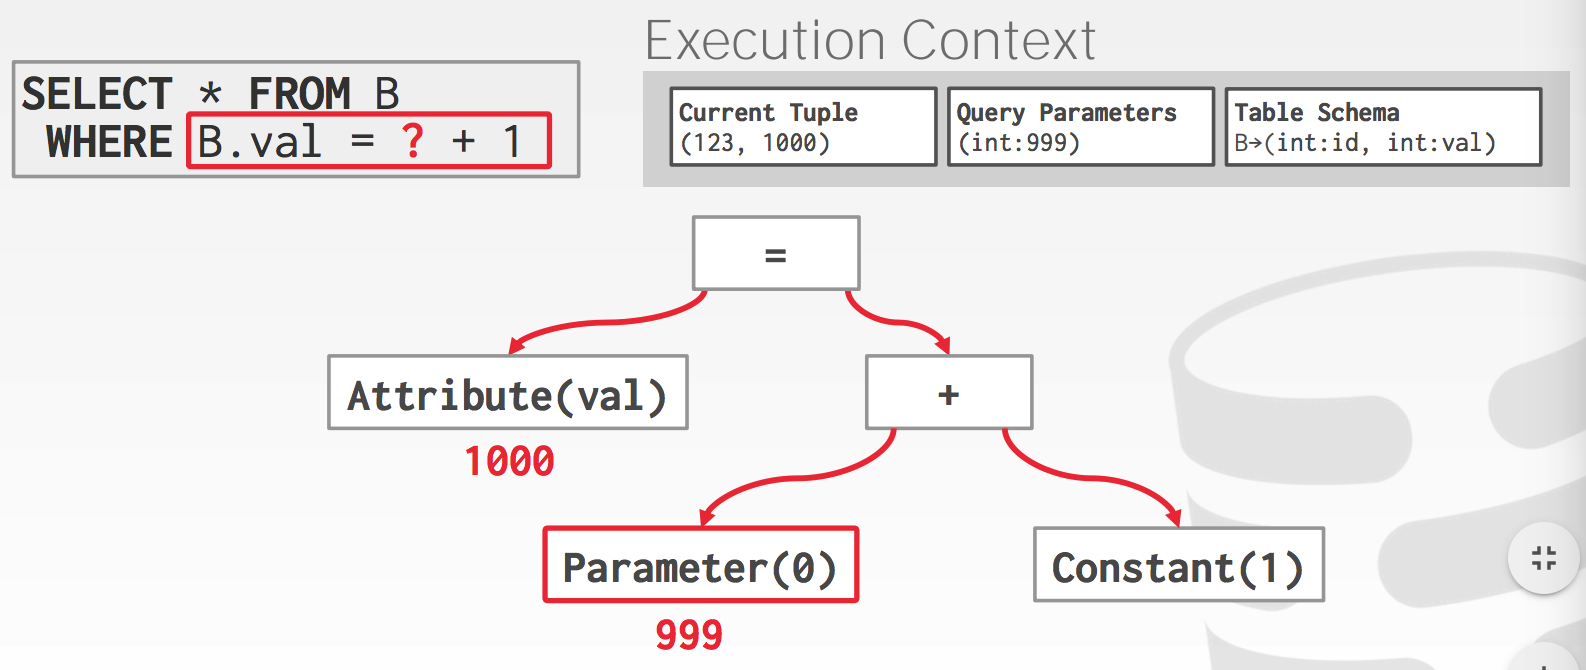 Execution Context
SELECT * FROM B
WHERE B.val = ? + 1
Current Tuple
(123, 1000)
Query Parameters
(int:999)
Table Schema
B→(int:id, int:val)
=
Attribute(val)
+
1000
Parameter(0)
Constant(1)
999